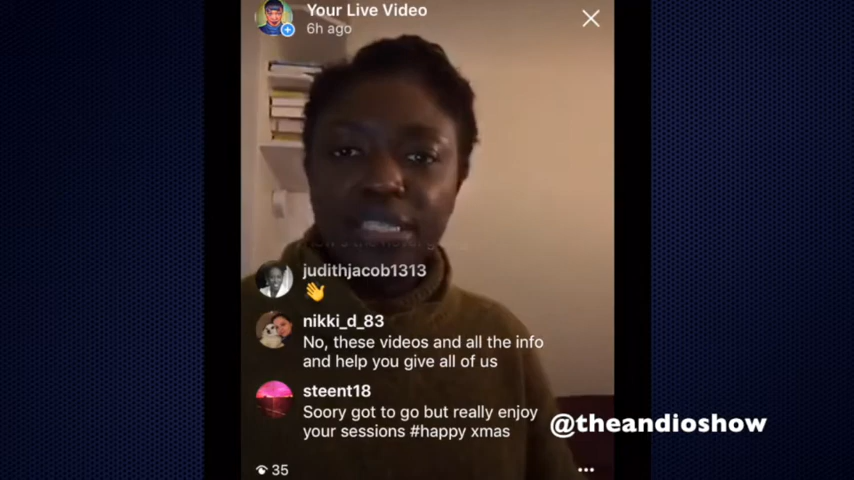 Your Live Video
6h ago
judithjacob1313
👋
nikki_d_83
No, these videos and all the info
and help you give all of us
steent18
Soory got to go but really enjoy
your sessions #happy xmas
@theandioshow
35